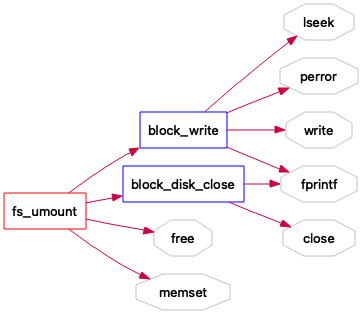 lseek
perror
block_write
write
block_disk_close
fprintf
fs_umount
free
close
memset